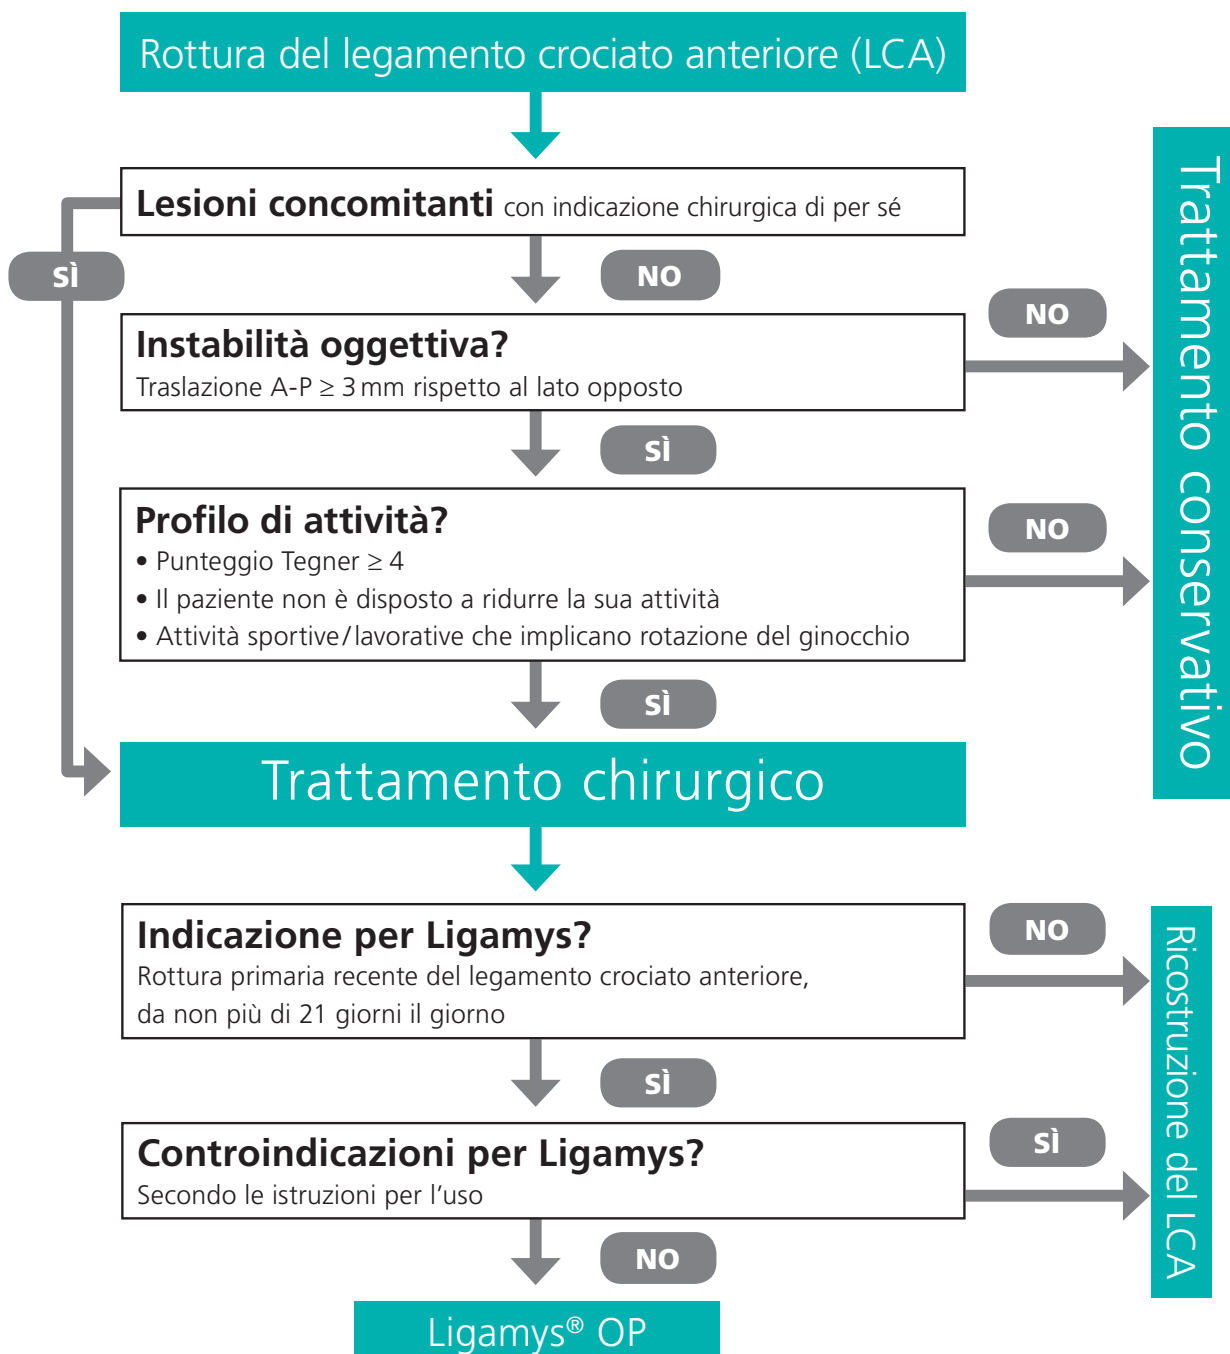 Rottura del legamento crociato anteriore (LCA)
Lesioni concomitanti con indicazione chirurgica di per sé
SÌ
NO
Instabilità oggettiva?
Traslazione A-P ≥ 3 mm rispetto al lato opposto
NO
SÌ
Profilo di attività?
• Punteggio Tegner ≥ 4
• Il paziente non è disposto a ridurre la sua attività
• Attività sportive/lavorative che implicano rotazione del ginocchio
NO
SÌ
Trattamento conservativo
Trattamento chirurgico
Indicazione per Ligamys?
Rottura primaria recente del legamento crociato anteriore,
da non più di 21 giorni il giorno
NO
SÌ
Controindicazioni per Ligamys?
Secondo le istruzioni per l’uso
SÌ
NO
Ricostruzione del LCA
Ligamys® OP